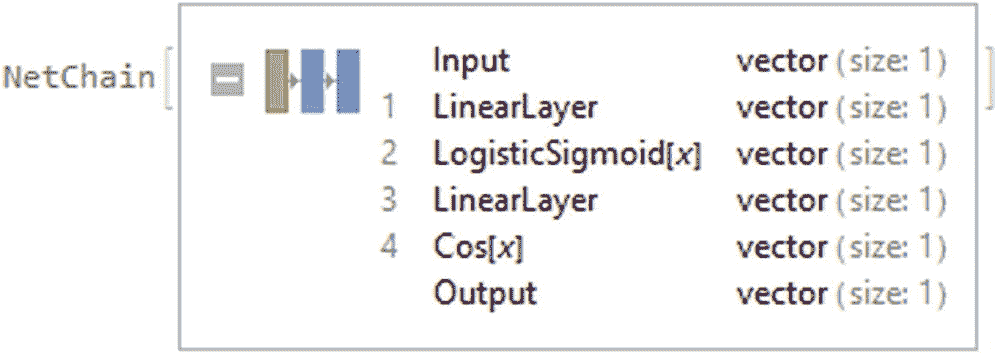 NetChain[
Input vector (size: 1)
1 LinearLayer vector (size: 1)
2 LogisticSigmoid[x] vector (size: 1)
3 LinearLayer vector (size: 1)
4 Cos[x] vector (size: 1)
Output vector (size: 1)
]